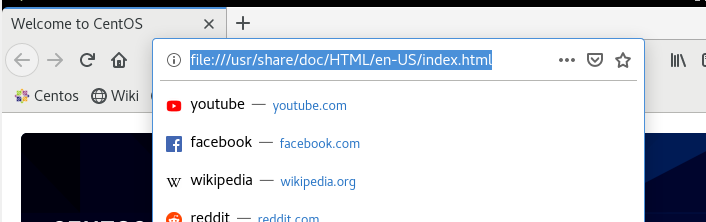 Welcome to CentOS
file:///usr/share/doc/HTML/en-US/index.html
Centos Wiki
youtube — youtube.com
facebook — facebook.com
wikipedia — wikipedia.org
reddit — reddit.com